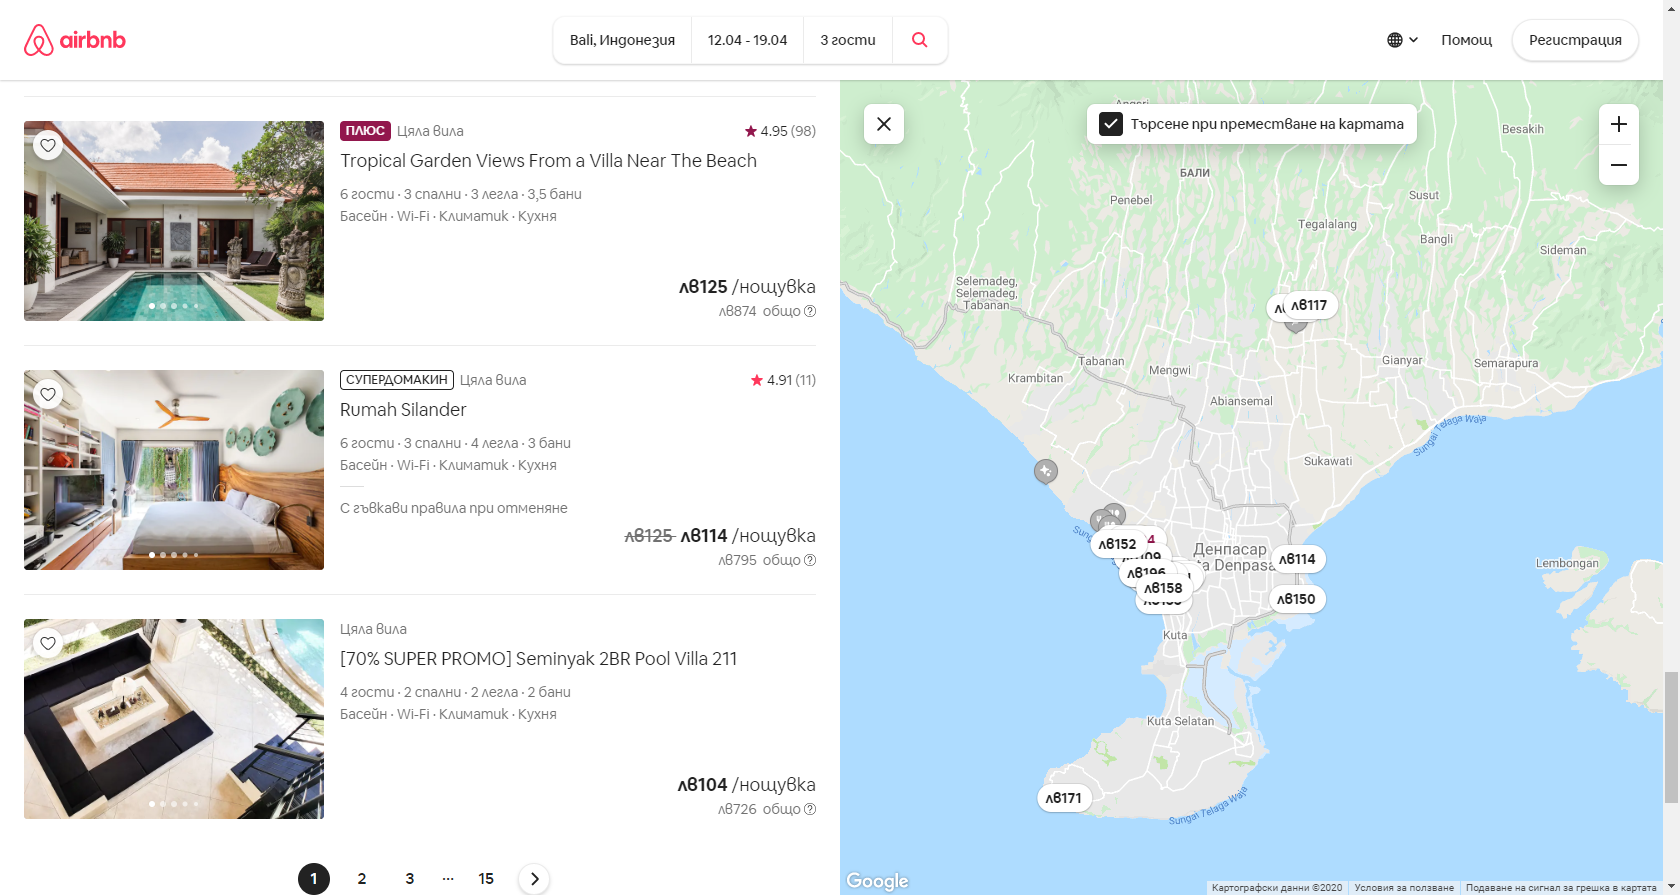 airbnb
Bali, Индонезия
12.04 - 19.04
3 гости
Помощ
Регистрация
ПЛЮС Цяла вила
4.95 (98)
Tropical Garden Views From a Villa Near The Beach
6 гости · 3 спални · 3 легла · 3,5 бани
Басейн · Wi-Fi · Климатик · Кухня
лв125 /нощувка
лв874 общо
СУПЕРДОМАКИН Цяла вила
4.91 (11)
Rumah Silander
6 гости · 3 спални · 4 легла · 3 бани
Басейн · Wi-Fi · Климатик · Кухня
С гъвкави правила при отменяне
лв125 лв114 /нощувка
лв795 общо
Цяла вила
[70% SUPER PROMO] Seminyak 2BR Pool Villa 211
4 гости · 2 спални · 2 легла · 2 бани
Басейн · Wi-Fi · Климатик · Кухня
лв104 /нощувка
лв726 общо
1 2 3 ... 15
Търсене при преместване на картата
Besakih
БАЛИ
Penebel
Susut
Tegalalang
Bangli
Sideman
Selemadeg,
Selemadeg,
Tabanan
лв117
Tabanan
Gianyar
Semarapura
Mengwi
Krambitan
Abiansemal
Sungai Telaga Waja
Sukawati
лв152
Денпасар
лв109
лв114
Lembongan
лв196
лв158
лв150
Kuta
Kuta Selatan
лв171
Sungai Telaga Waja
Google
Картографски данни ©2020
Условия за ползване
Подаване на сигнал за грешка в картата